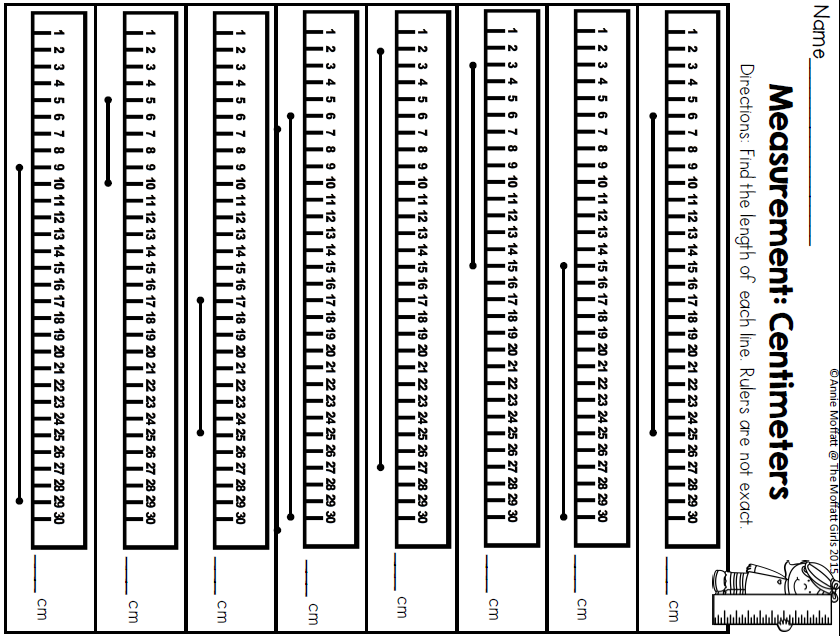 Name____________________
©Annie Moffatt @ The Moffatt Girls 2015
Measurement: Centimeters
Directions: Find the length of each line. Rulers are not exact.
1 2 3 4 5 6 7 8 9 10 11 12 13 14 15 16 17 18 19 20 21 22 23 24 25 26 27 28 29 30
____ cm
1 2 3 4 5 6 7 8 9 10 11 12 13 14 15 16 17 18 19 20 21 22 23 24 25 26 27 28 29 30
____ cm
1 2 3 4 5 6 7 8 9 10 11 12 13 14 15 16 17 18 19 20 21 22 23 24 25 26 27 28 29 30
____ cm
1 2 3 4 5 6 7 8 9 10 11 12 13 14 15 16 17 18 19 20 21 22 23 24 25 26 27 28 29 30
____ cm
1 2 3 4 5 6 7 8 9 10 11 12 13 14 15 16 17 18 19 20 21 22 23 24 25 26 27 28 29 30
____ cm
1 2 3 4 5 6 7 8 9 10 11 12 13 14 15 16 17 18 19 20 21 22 23 24 25 26 27 28 29 30
____ cm
1 2 3 4 5 6 7 8 9 10 11 12 13 14 15 16 17 18 19 20 21 22 23 24 25 26 27 28 29 30
____ cm
1 2 3 4 5 6 7 8 9 10 11 12 13 14 15 16 17 18 19 20 21 22 23 24 25 26 27 28 29 30
____ cm